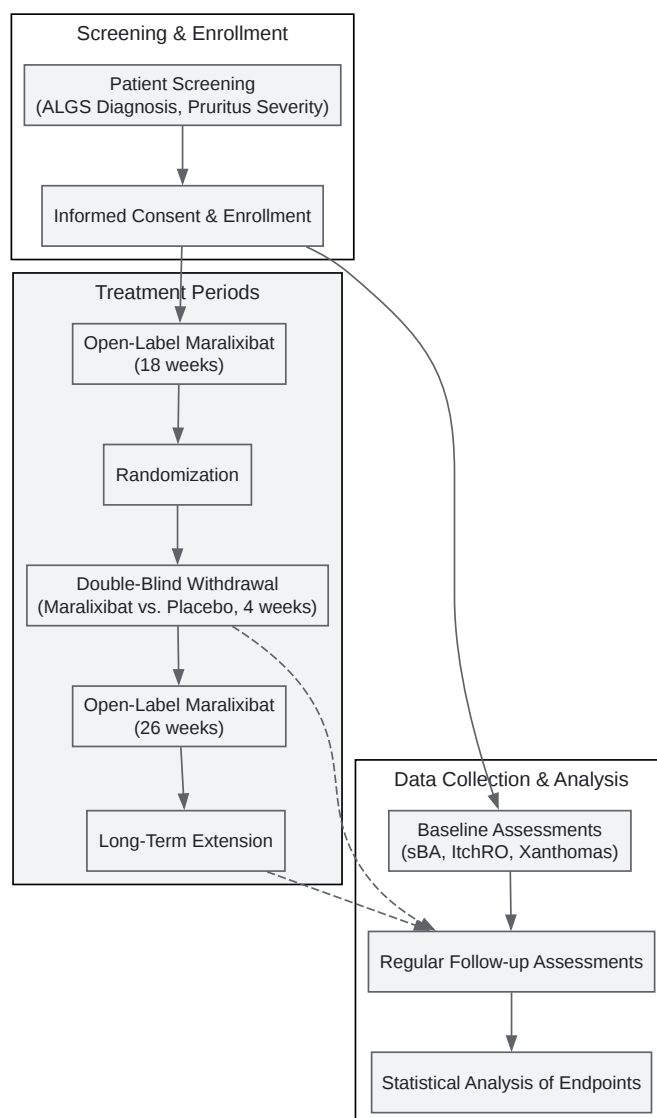 Screening & Enrollment
Patient Screening
(ALGS Diagnosis, Pruritus Severity)
Informed Consent & Enrollment
Treatment Periods
Open-Label Maralixibat
(18 weeks)
Randomization
Double-Blind Withdrawal
(Maralixibat vs. Placebo, 4 weeks)
Open-Label Maralixibat
(26 weeks)
Long-Term Extension
Data Collection & Analysis
Baseline Assessments
(sBA, ItchRO, Xanthomas)
Regular Follow-up Assessments
Statistical Analysis of Endpoints